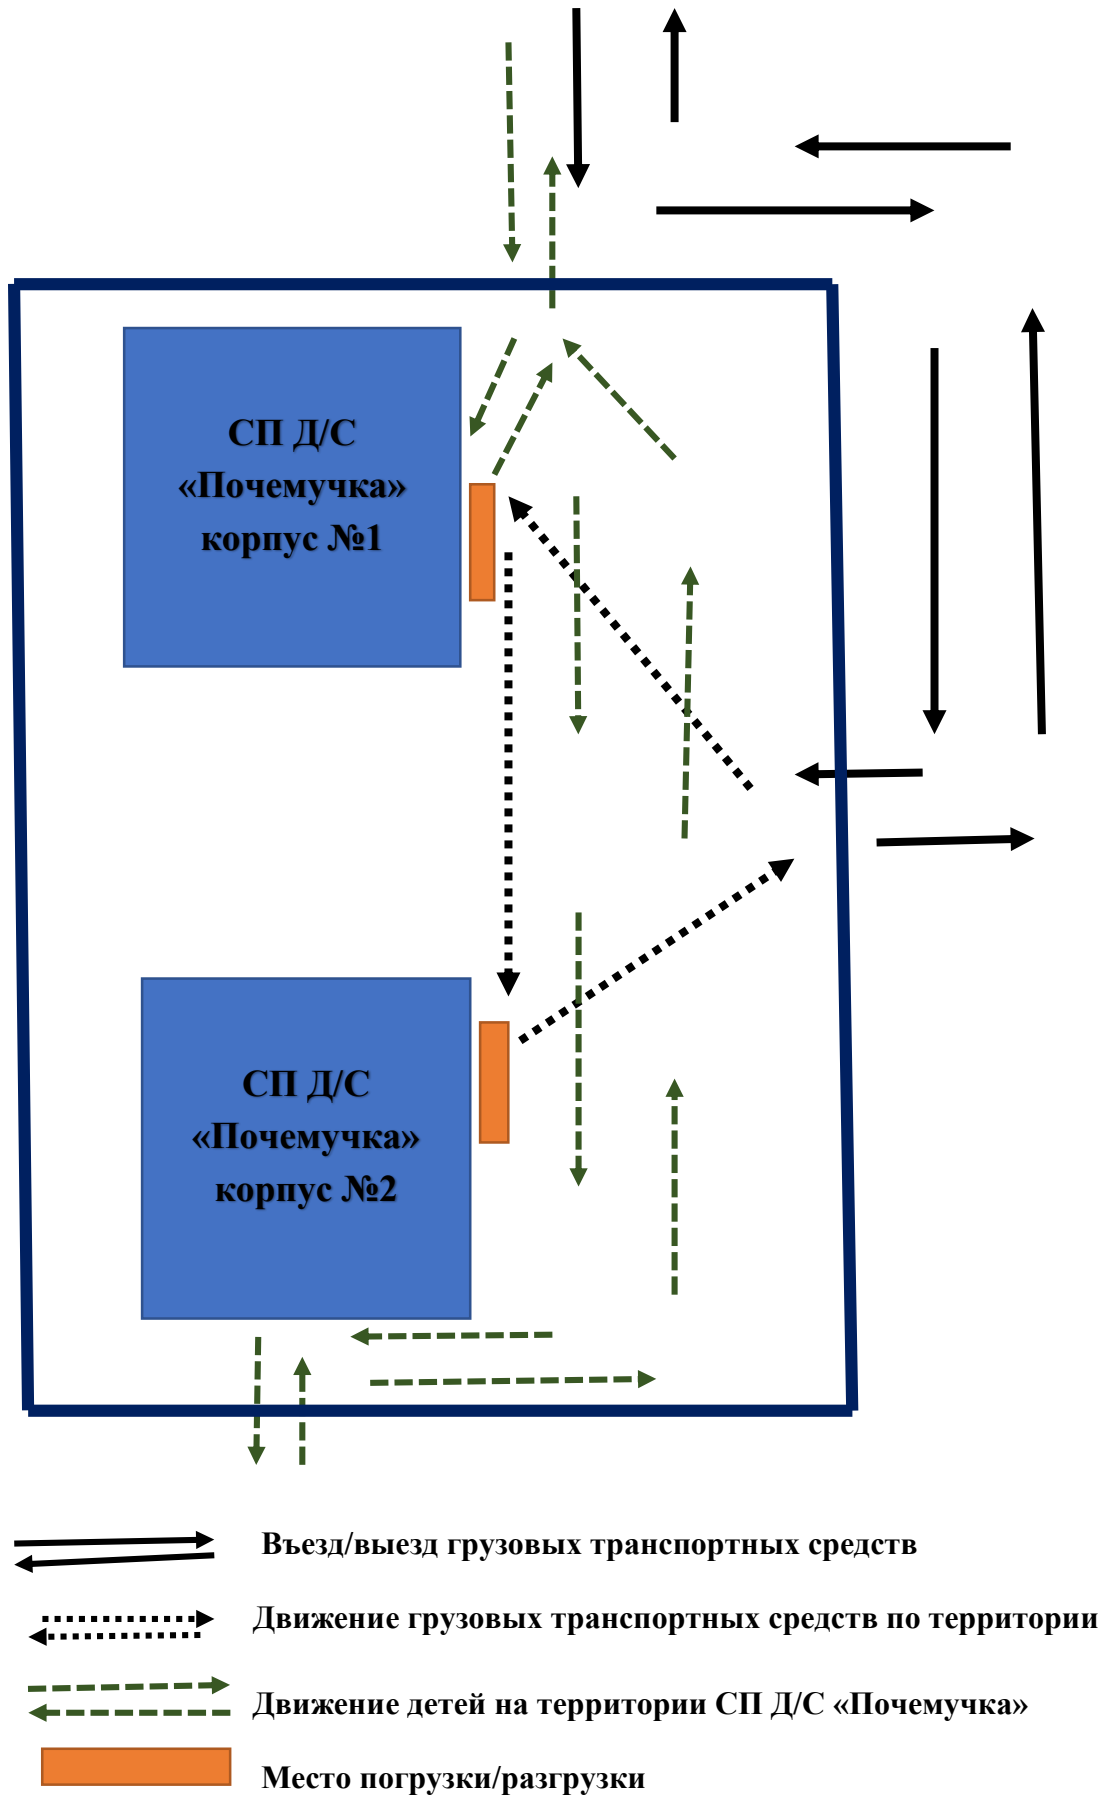 СП Д/С
«Почемучка»
корпус №1
СП Д/С
«Почемучка»
корпус №2
Въезд/выезд грузовых транспортных средств
Движение грузовых транспортных средств по территории
Движение детей на территории СП Д/С «Почемучка»
Место погрузки/разгрузки